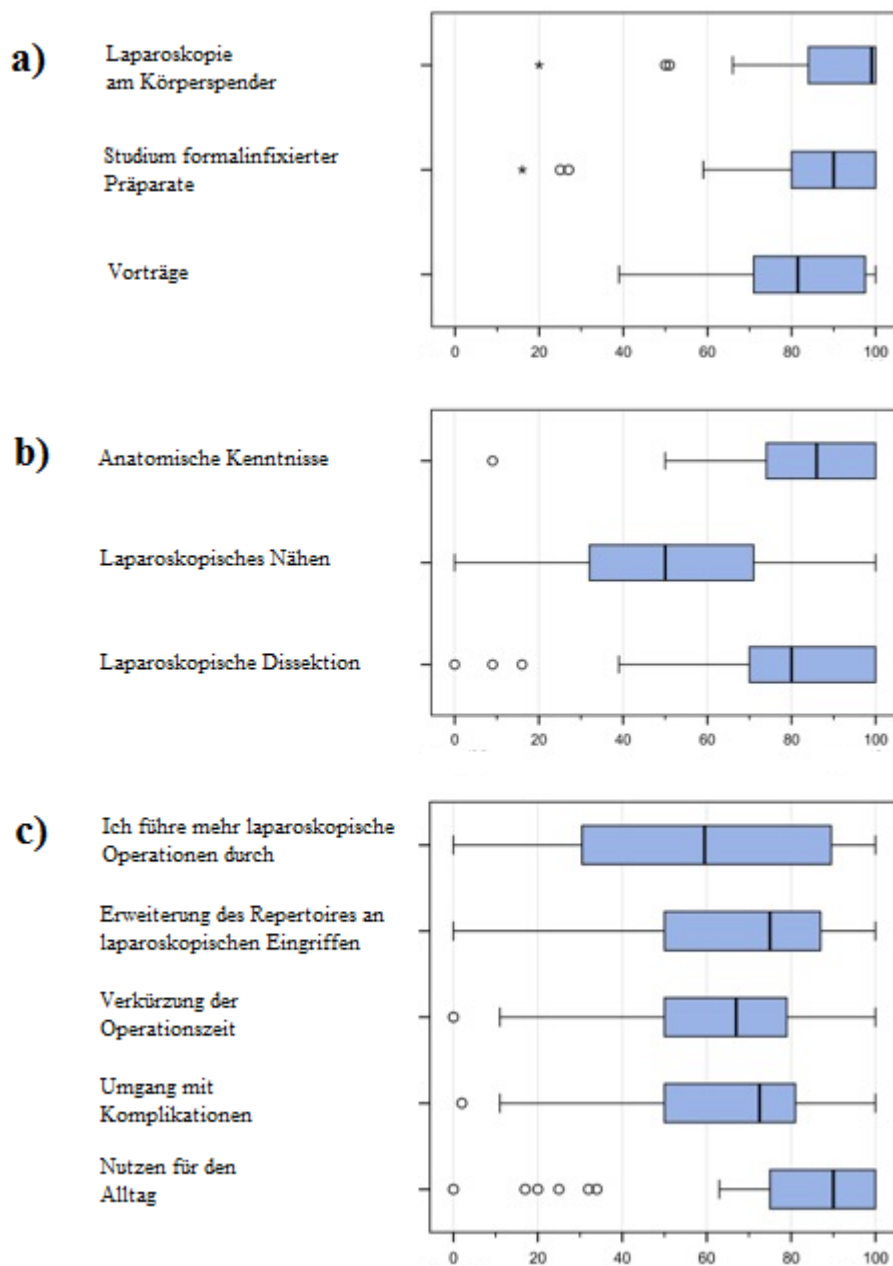 a)
Laparoskopie
am Körperspender
Studium formalinfixierter
Präparate
Vorträge
0 20 40 60 80 100
b)
Anatomische Kenntnisse
Laparoskopisches Nähen
Laparoskopische Dissektion
0 20 40 60 80 100
c)
Ich führe mehr laparoskopische
Operationen durch
Erweiterung des Repertoires an
laparoskopischen Eingriffen
Verkürzung der
Operationszeit
Umgang mit
Komplikationen
Nutzen für den
Alltag
0 20 40 60 80 100